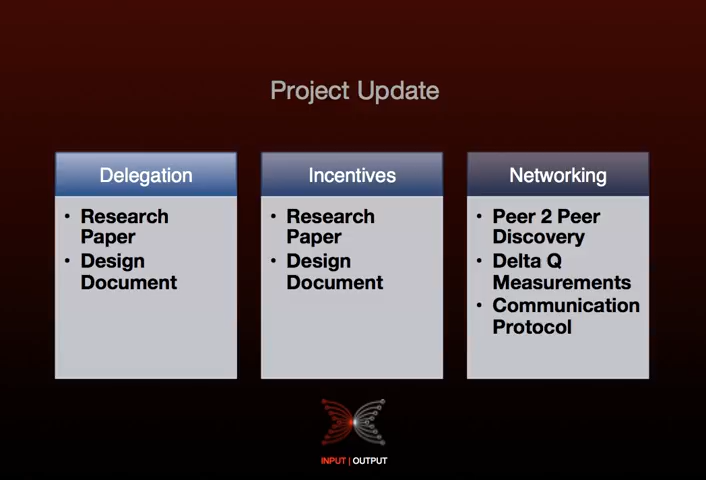 Project Update
Delegation
• Research
Paper
• Design
Document
Incentives
• Research
Paper
• Design
Document
Networking
• Peer 2 Peer
Discovery
• Delta Q
Measurements
• Communication
Protocol
INPUT | OUTPUT